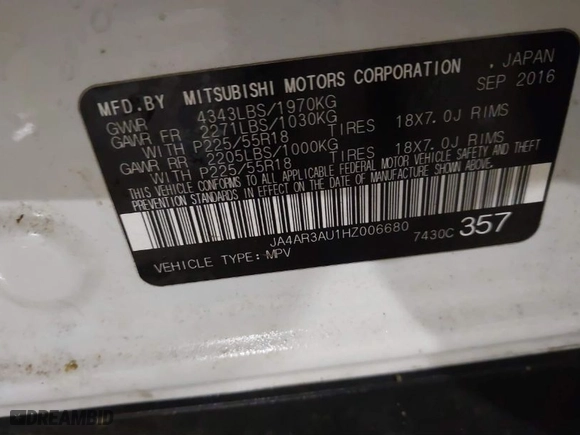 MFD.BY MITSUBISHI MOTORS CORPORATION , JAPAN
GVWR 4343LBS/1970KG SEP 2016
GAWR FR 2271LBS/1030KG
WITH P225/55R18 TIRES 18X7.0J RIMS
GAWR RR 2205LBS/1000KG
WITH P225/55R18 TIRES 18X7.0J RIMS
THIS VEHICLE CONFORMS TO ALL APPLICABLE FEDERAL MOTOR VEHICLE SAFETY AND
THEFT PREVENTION STANDARDS IN EFFECT ON THE DATE OF MANUFACTURE SHOWN ABOVE.
JA4AR3AU1HZ006680 7430C 357
VEHICLE TYPE: MPV
DREAMBID